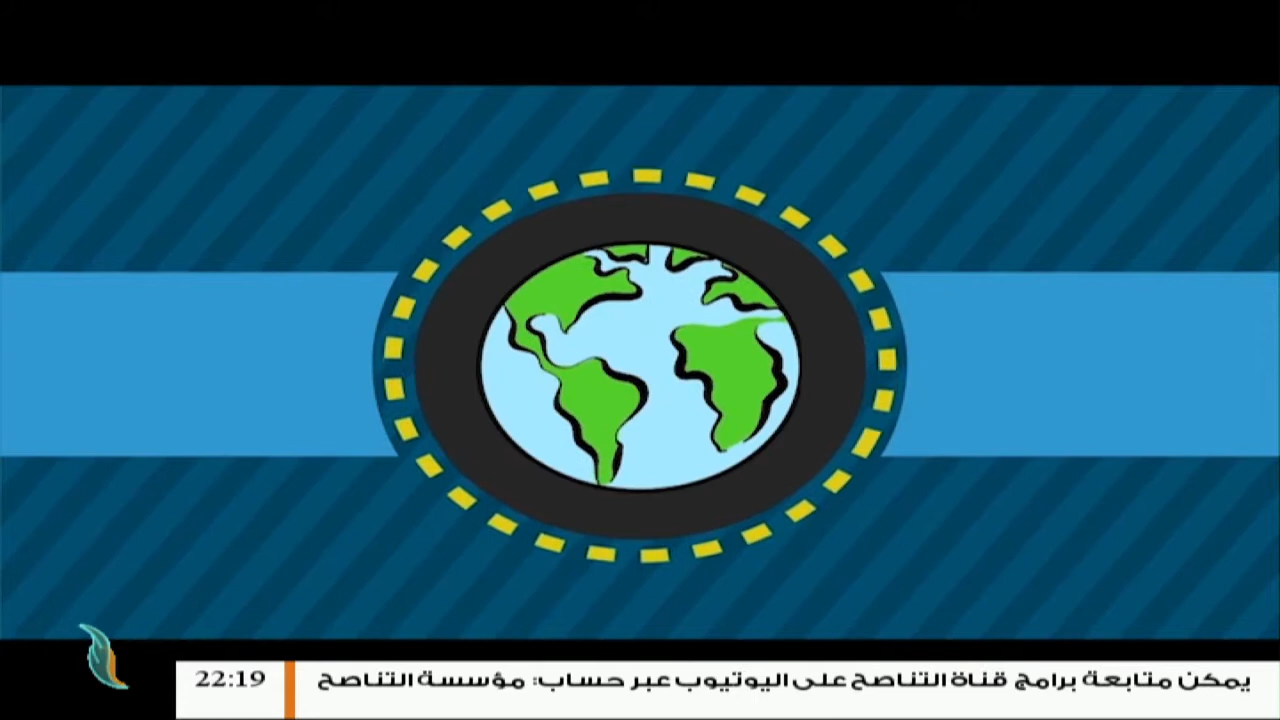 يمكن متابعة برامج قناة التناصح على اليوتيوب عبر حساب: مؤسسة التناصح
22:19